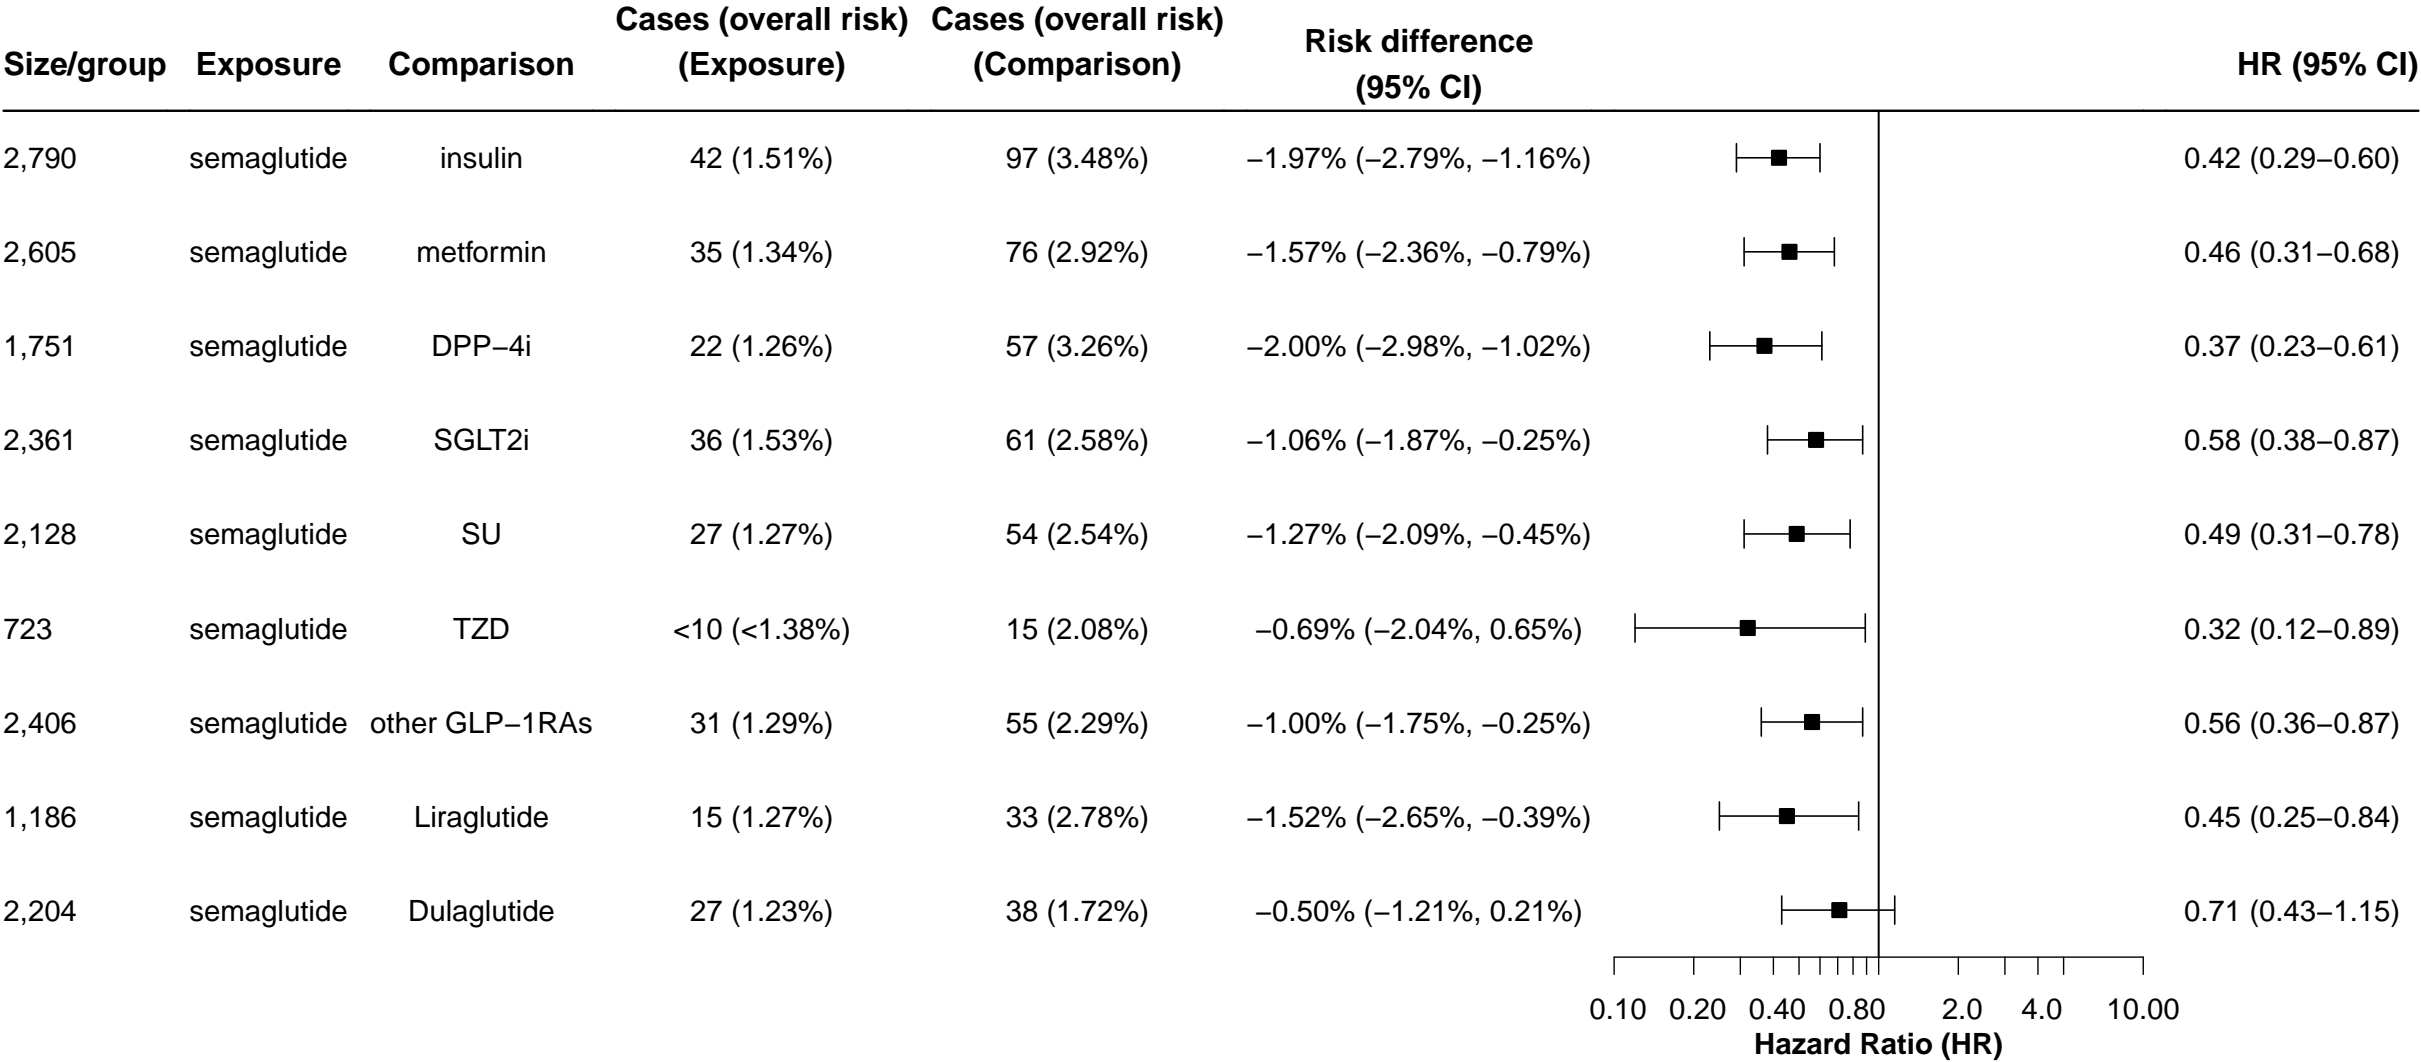 Cases (overall risk) Cases (overall risk)
Size/group Exposure Comparison (Exposure) (Comparison) Risk difference HR (95% CI)
(95% CI)
2,790 semaglutide insulin 42 (1.51%) 97 (3.48%) −1.97% (−2.79%, −1.16%) 0.42 (0.29−0.60)
2,605 semaglutide metformin 35 (1.34%) 76 (2.92%) −1.57% (−2.36%, −0.79%) 0.46 (0.31−0.68)
1,751 semaglutide DPP−4i 22 (1.26%) 57 (3.26%) −2.00% (−2.98%, −1.02%) 0.37 (0.23−0.61)
2,361 semaglutide SGLT2i 36 (1.53%) 61 (2.58%) −1.06% (−1.87%, −0.25%) 0.58 (0.38−0.87)
2,128 semaglutide SU 27 (1.27%) 54 (2.54%) −1.27% (−2.09%, −0.45%) 0.49 (0.31−0.78)
723 semaglutide TZD <10 (<1.38%) 15 (2.08%) −0.69% (−2.04%, 0.65%) 0.32 (0.12−0.89)
2,406 semaglutide other GLP−1RAs 31 (1.29%) 55 (2.29%) −1.00% (−1.75%, −0.25%) 0.56 (0.36−0.87)
1,186 semaglutide Liraglutide 15 (1.27%) 33 (2.78%) −1.52% (−2.65%, −0.39%) 0.45 (0.25−0.84)
2,204 semaglutide Dulaglutide 27 (1.23%) 38 (1.72%) −0.50% (−1.21%, 0.21%) 0.71 (0.43−1.15)
0.10 0.20 0.40 0.80 2.0 4.0 10.00
Hazard Ratio (HR)